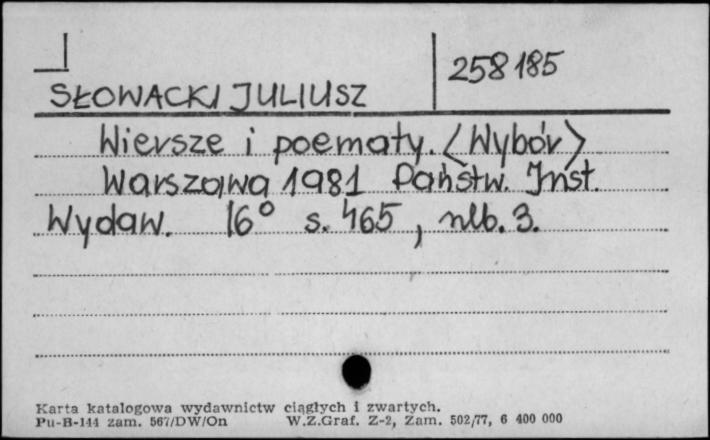 SŁOWACKI JULIUSZ
258185
Wiersze i poematy. <Wybór>
Warszawa 1981 Państw. Inst.
Wydaw. 16° s. 465, nlb. 3.
Karta katalogowa wydawnictw ciągłych i zwartych.
Pu-B-144 zam. 567/DW/On W.Z.Graf. Z-2, Zam. 502/77, 6 400 000